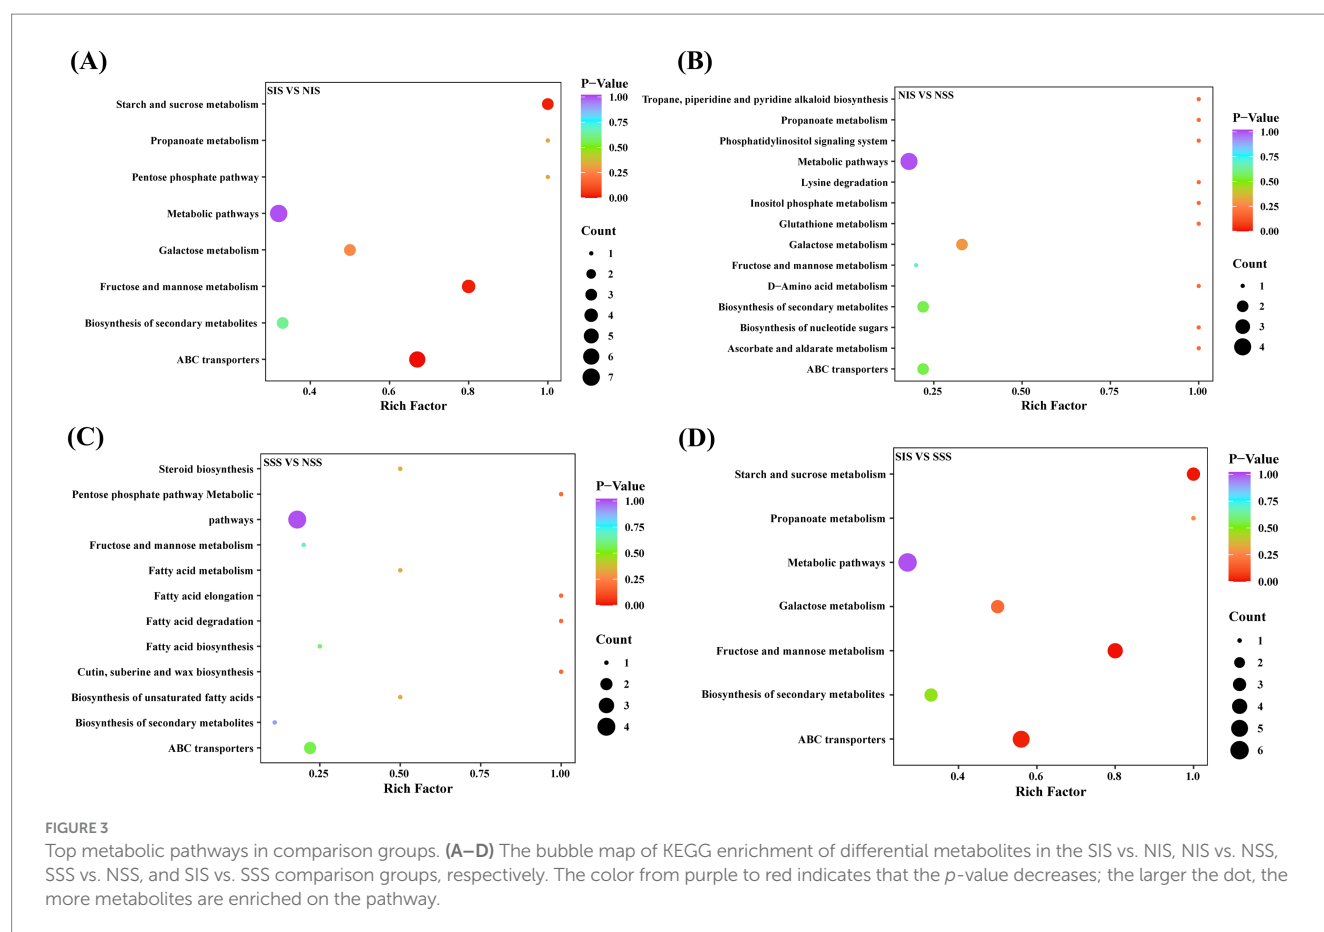 (A)
SIS VS NIS
Starch and sucrose metabolism
Propanoate metabolism
Pentose phosphate pathway
Metabolic pathways
Galactose metabolism
Fructose and mannose metabolism
Biosynthesis of secondary metabolites
ABC transporters
0.4 0.6 0.8 1.0
Rich Factor
P−Value
1.00
0.75
0.50
0.25
0.00
Count
1
2
3
4
5
6
7
(B)
NIS VS NSS
Tropane, piperidine and pyridine alkaloid biosynthesis
Propanoate metabolism
Phosphatidylinositol signaling system
Metabolic pathways
Lysine degradation
Inositol phosphate metabolism
Glutathione metabolism
Galactose metabolism
Fructose and mannose metabolism
D−Amino acid metabolism
Biosynthesis of secondary metabolites
Biosynthesis of nucleotide sugars
Ascorbate and aldarate metabolism
ABC transporters
0.25 0.50 0.75 1.00
Rich Factor
P−Value
1.00
0.75
0.50
0.25
0.00
Count
1
2
3
4
(C)
SSS VS NSS
Steroid biosynthesis
Pentose phosphate pathway Metabolic
pathways
Fructose and mannose metabolism
Fatty acid metabolism
Fatty acid elongation
Fatty acid degradation
Fatty acid biosynthesis
Cutin, suberine and wax biosynthesis
Biosynthesis of unsaturated fatty acids
Biosynthesis of secondary metabolites
ABC transporters
0.25 0.50 0.75 1.00
Rich Factor
P−Value
1.00
0.75
0.50
0.25
0.00
Count
1
2
3
4
(D)
SIS VS SSS
Starch and sucrose metabolism
Propanoate metabolism
Metabolic pathways
Galactose metabolism
Fructose and mannose metabolism
Biosynthesis of secondary metabolites
ABC transporters
0.4 0.6 0.8 1.0
Rich Factor
P−Value
1.00
0.75
0.50
0.25
0.00
Count
1
2
3
4
5
6
FIGURE 3
Top metabolic pathways in comparison groups. (A–D) The bubble map of KEGG enrichment of differential metabolites in the SIS vs. NIS, NIS vs. NSS,
SSS vs. NSS, and SIS vs. SSS comparison groups, respectively. The color from purple to red indicates that the p-value decreases; the larger the dot, the
more metabolites are enriched on the pathway.